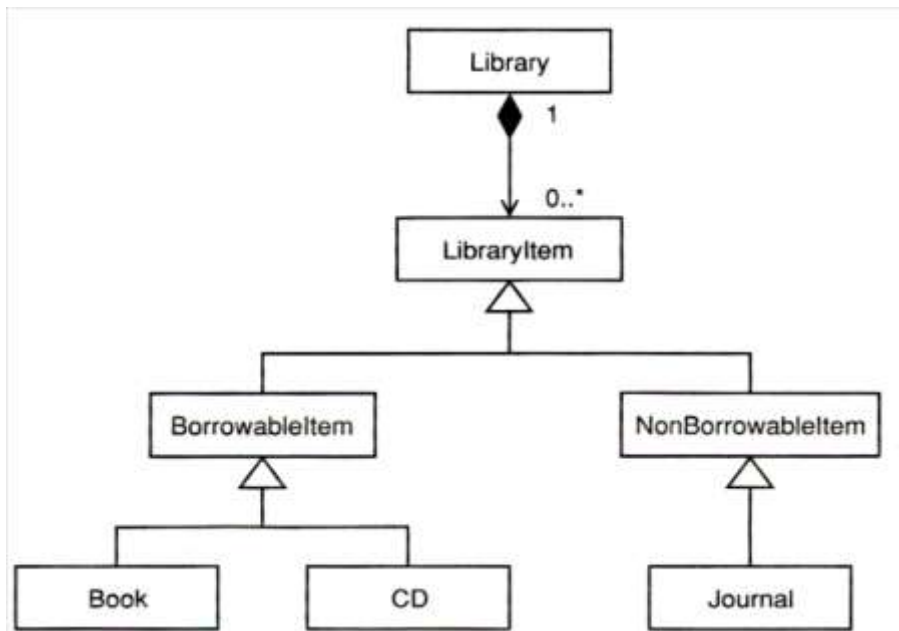 Library
1
0..*
LibraryItem
BorrowableItem
NonBorrowableItem
Book
CD
Journal